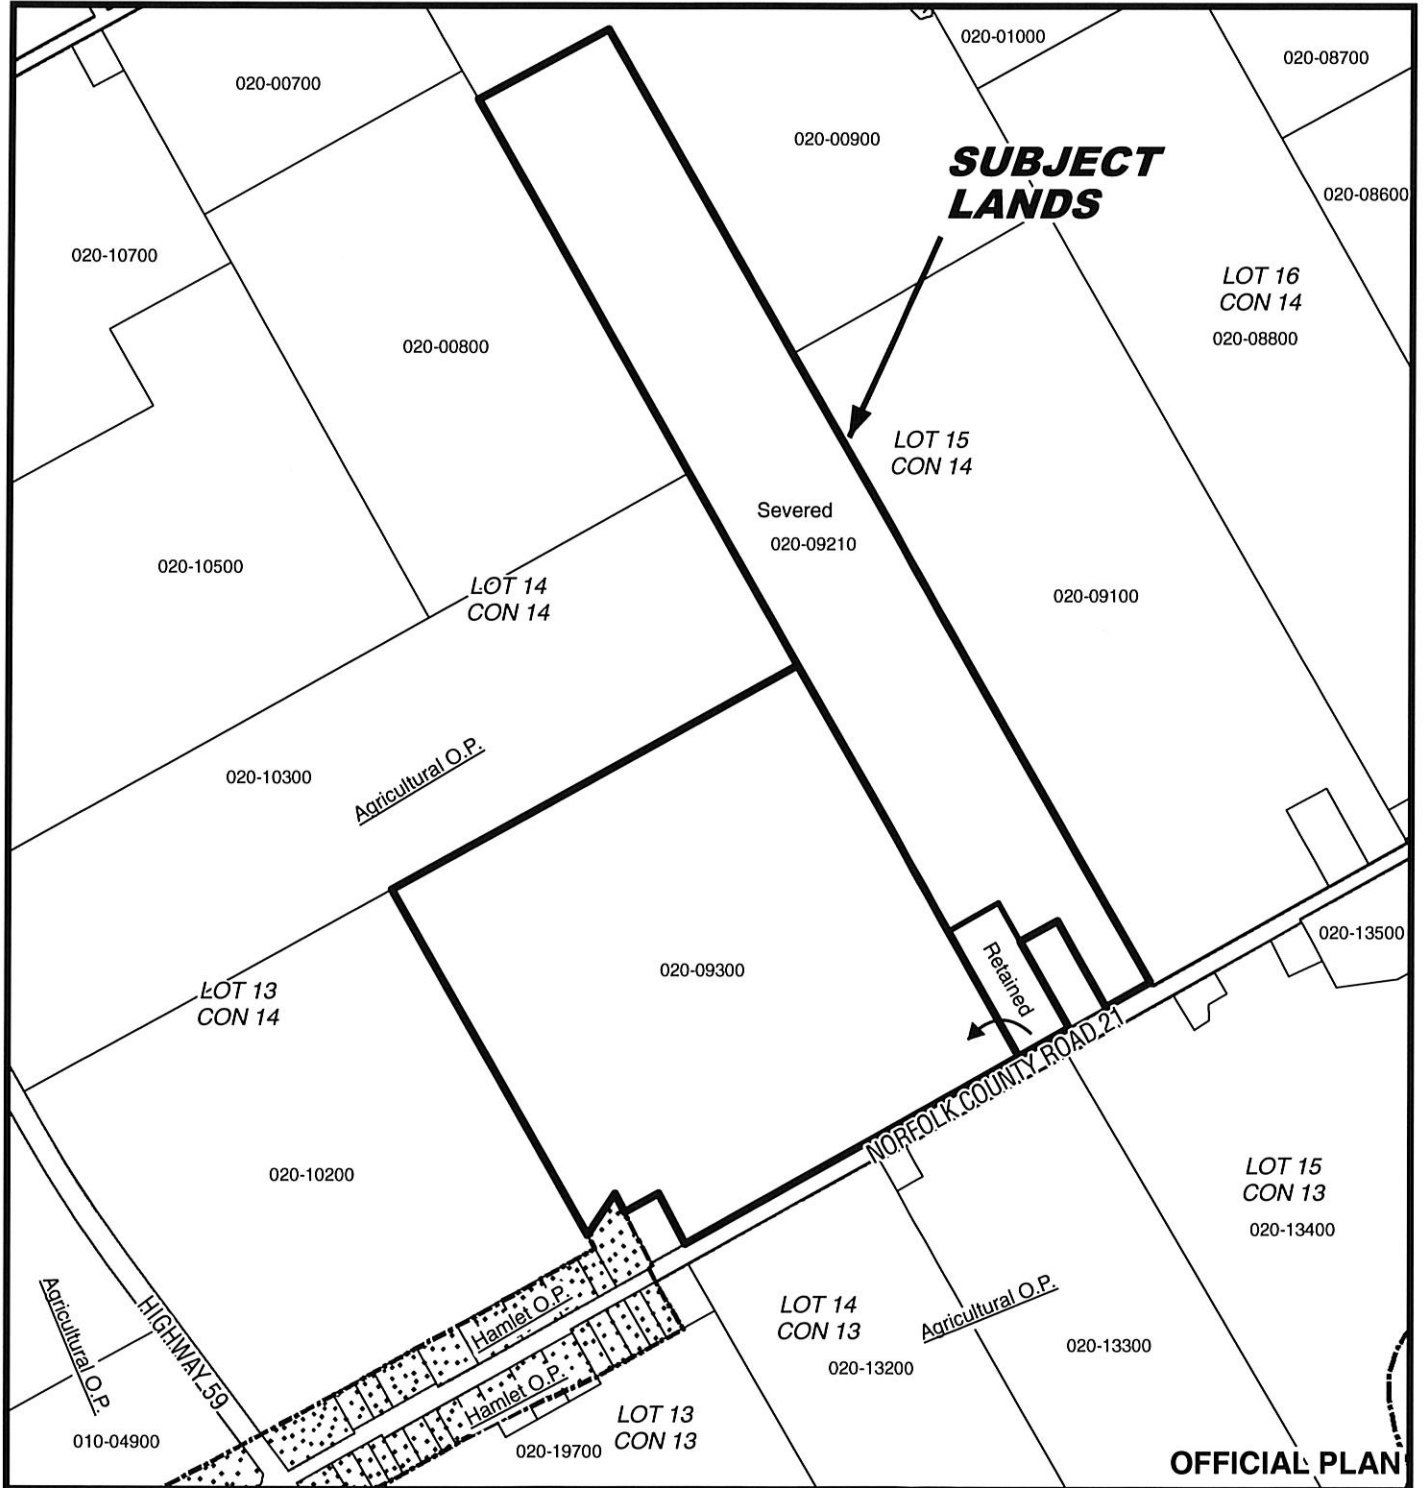 020-01000
020-08700
020-00700
020-00900
SUBJECT
LANDS
020-08600
020-10700
LOT 16
CON 14
020-08800
020-00800
LOT 15
CON 14
Severed
020-09210
020-10500
LOT 14
CON 14
020-09100
020-10300
Agricultural O.P.
020-09300
Retained
020-13500
LOT 13
CON 14
NORFOLK COUNTY ROAD 21
020-10200
LOT 15
CON 13
020-13400
Agricultural O.P.
HIGHWAY 59
Hamlet O.P.
Hamlet O.P.
LOT 14
CON 13
020-13200
Agricultural O.P.
020-13300
010-04900
LOT 13
CON 13
020-19700
OFFICIAL PLAN